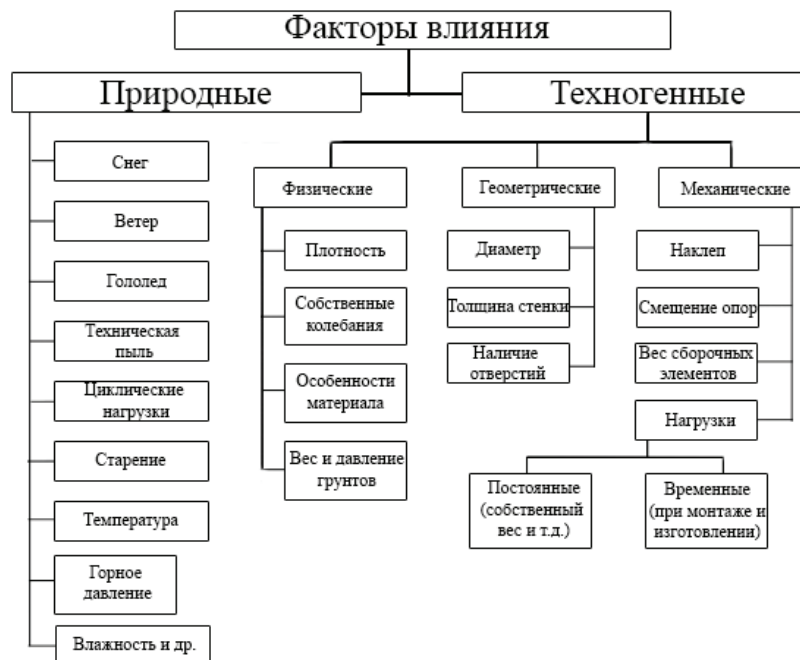 Факторы влияния
Природные
Техногенные
Снег
Ветер
Гололед
Техническая
пыль
Циклические
нагрузки
Старение
Температура
Горное
давление
Влажность и др.
Физические
Плотность
Собственные
колебания
Особенности
материала
Вес и давление
грунтов
Геометрические
Диаметр
Толщина стенки
Наличие
отверстий
Механические
Наклеп
Смещение опор
Вес сборочных
элементов
Нагрузки
Постоянные
(собственный
вес и т.д.)
Временные
(при монтаже и
изготовлении)